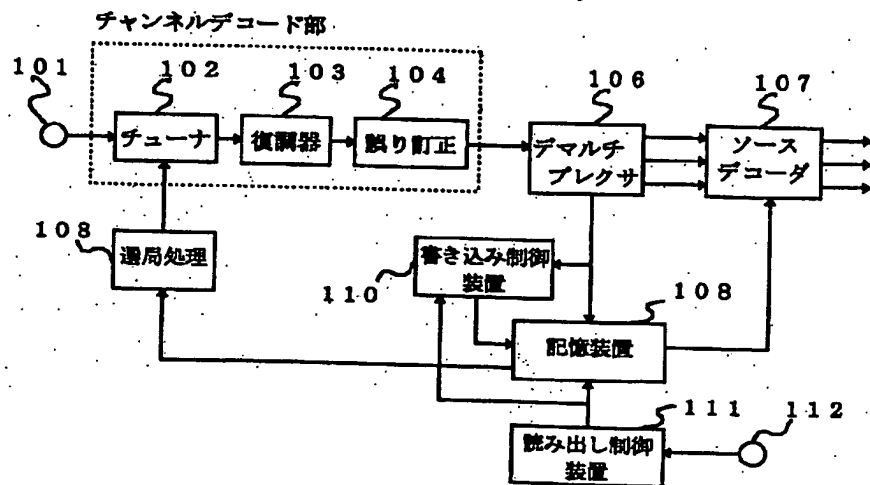 チャンネルデコード部
101
102
103
104
106
107
チューナ
復調器
誤り訂正
デマルチ
プレクサ
ソース
デコーダ
108
選局処理
110
書き込み制御
装置
108
記憶装置
111
112
読み出し制御
装置